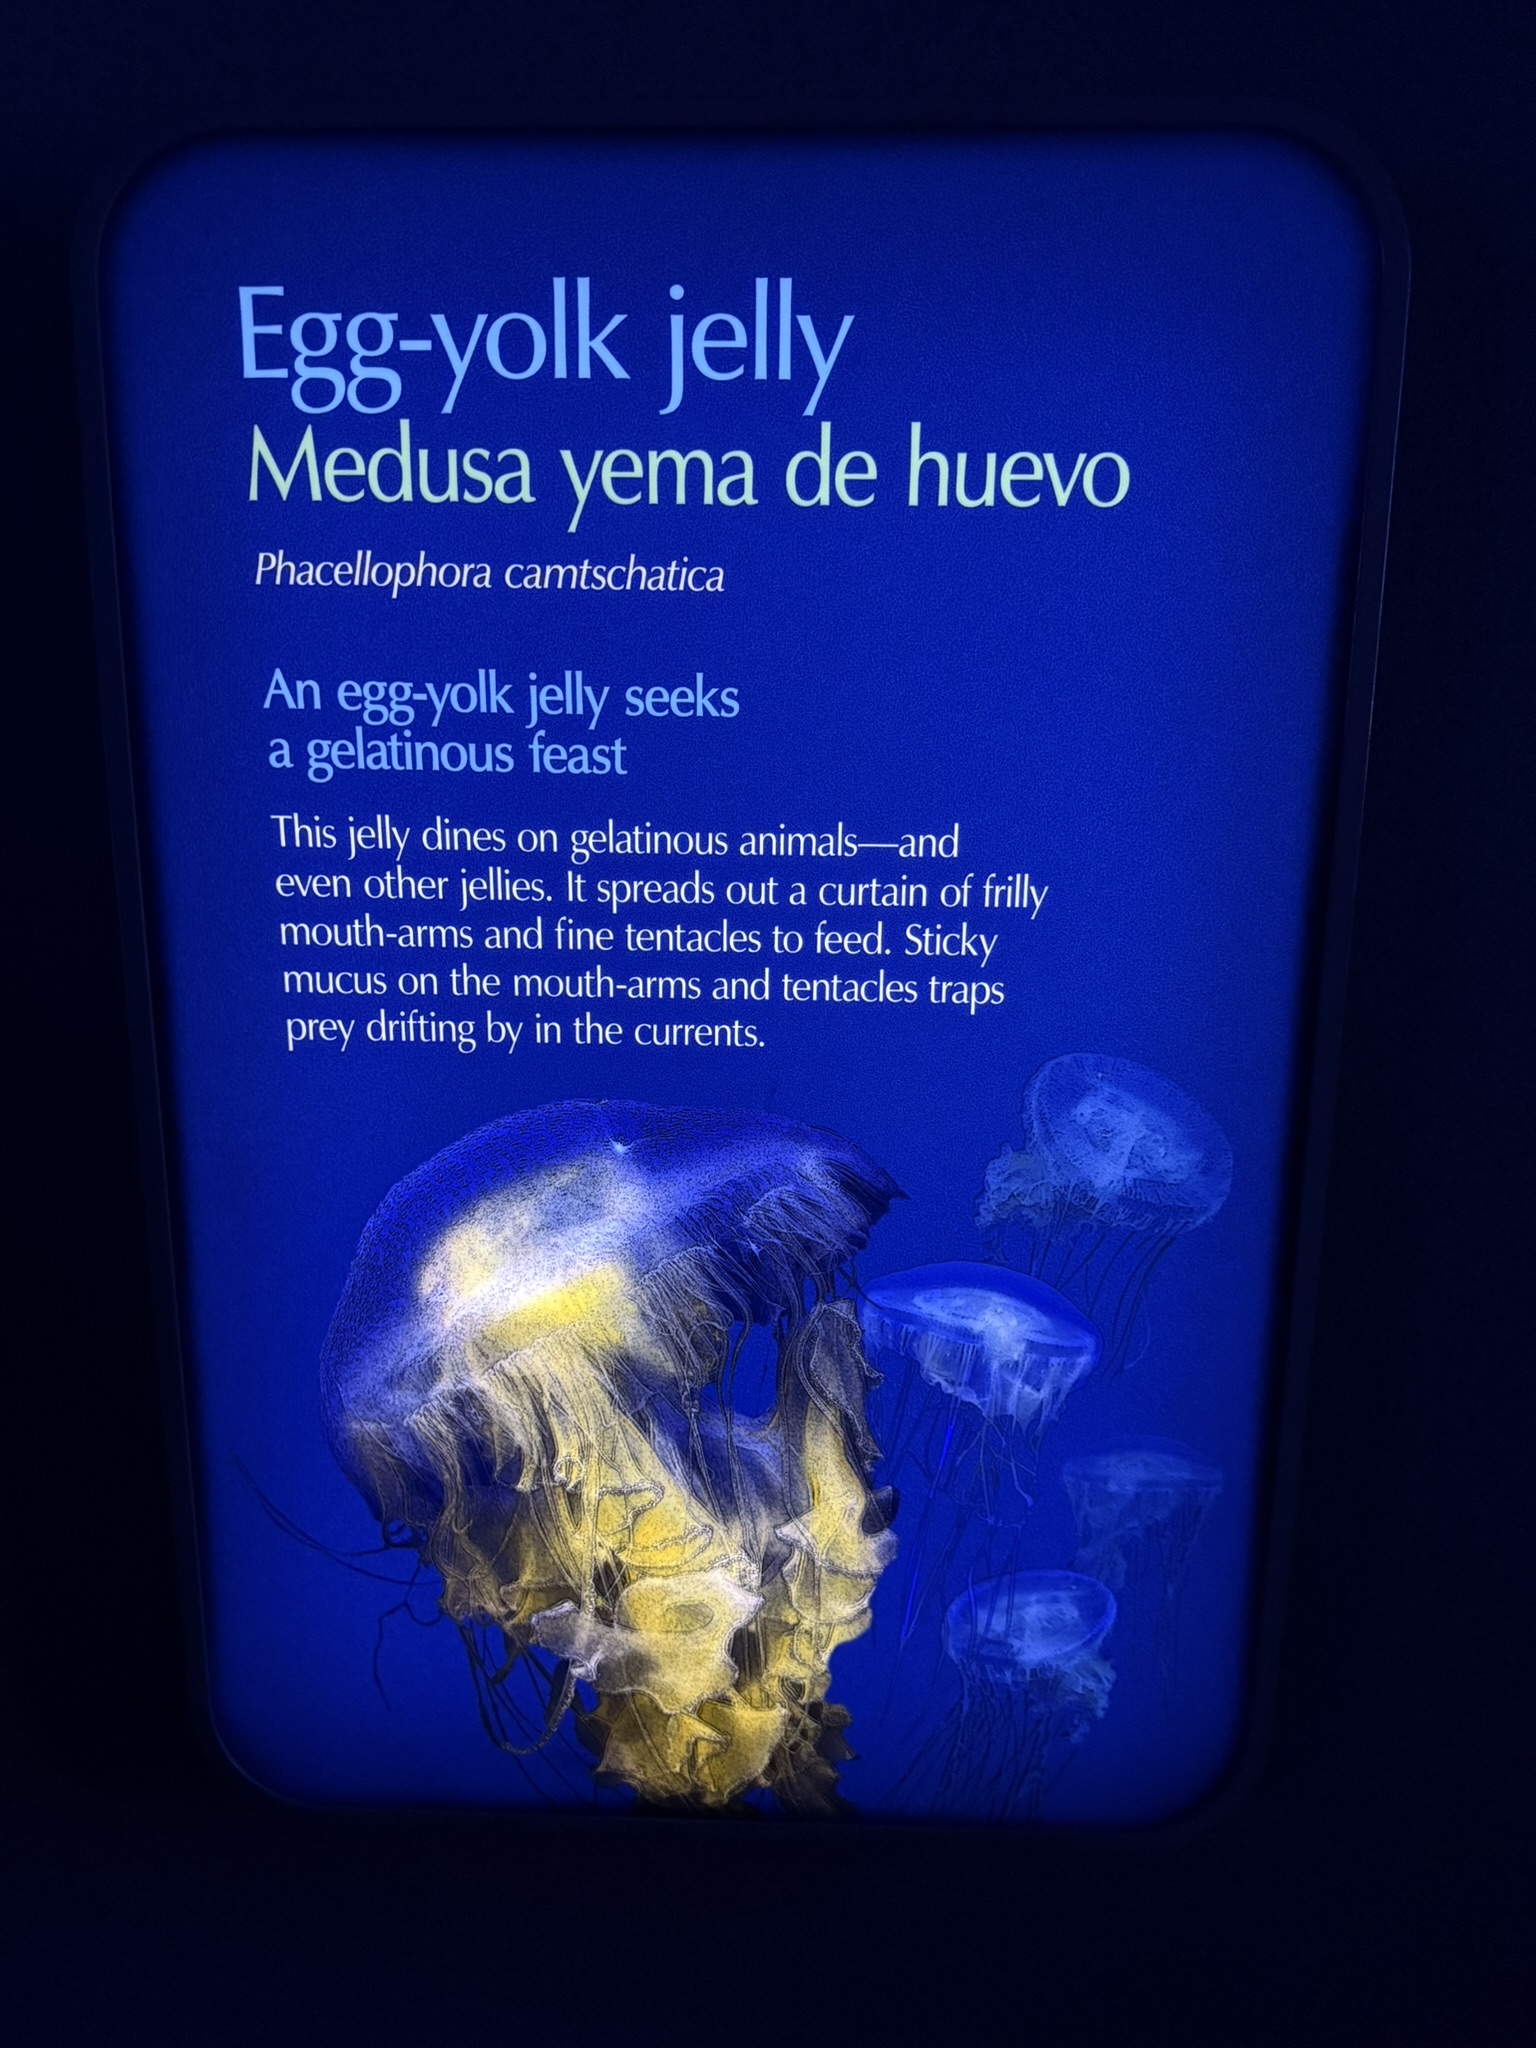 Egg-yolk jelly
Medusa yema de huevo
Phacellophora camtschatica
An egg-yolk jelly seeks
a gelatinous feast
This jelly dines on gelatinous animals—and
even other jellies. It spreads out a curtain of frilly
mouth-arms and fine tentacles to feed. Sticky
mucus on the mouth-arms and tentacles traps
prey drifting by in the currents.